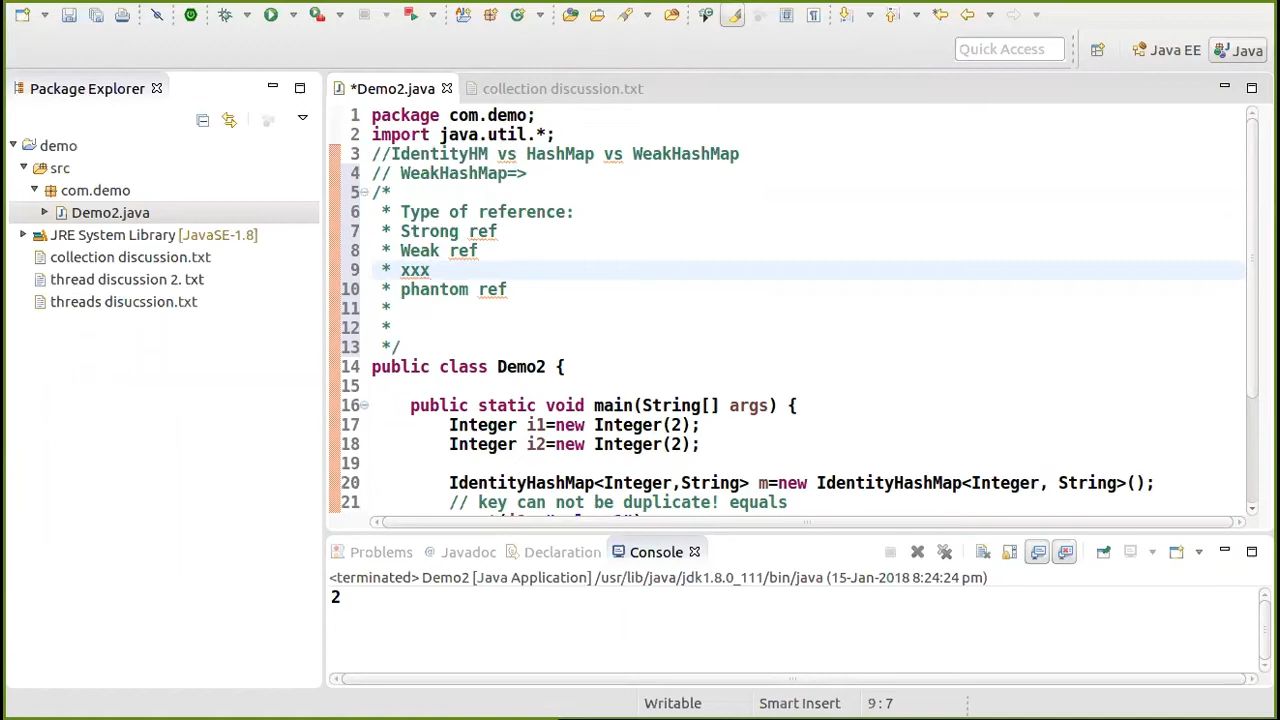 Quick Access
Java EE
Java
Package Explorer
*Demo2.java
collection discussion.txt
demo
src
com.demo
Demo2.java
JRE System Library [JavaSE-1.8]
collection discussion.txt
thread discussion 2. txt
threads disucssion.txt
1 package com.demo;
2 import java.util.*;
3 //IdentityHM vs HashMap vs WeakHashMap
4 // WeakHashMap=>
5 /*
6 * Type of reference:
7 * Strong ref
8 * Weak ref
9 * xxx
10 * phantom ref
11 *
12 *
13 */
14 public class Demo2 {
15
16 public static void main(String[] args) {
17 Integer i1=new Integer(2);
18 Integer i2=new Integer(2);
19
20 IdentityHashMap<Integer,String> m=new IdentityHashMap<Integer, String>();
21 // key can not be duplicate! equals
Problems
Javadoc
Declaration
Console
<terminated> Demo2 [Java Application] /usr/lib/java/jdk1.8.0_111/bin/java (15-Jan-2018 8:24:24 pm)
2
Writable
Smart Insert
9 : 7